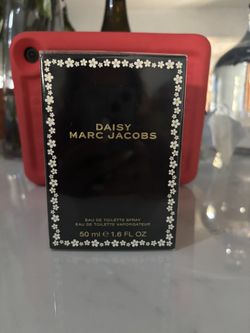 DAISY
MARC JACOBS
EAU DE TOILETTE SPRAY
EAU DE TOILETTE VAPORISATEUR
50 ml ℮ 1.6 FL OZ